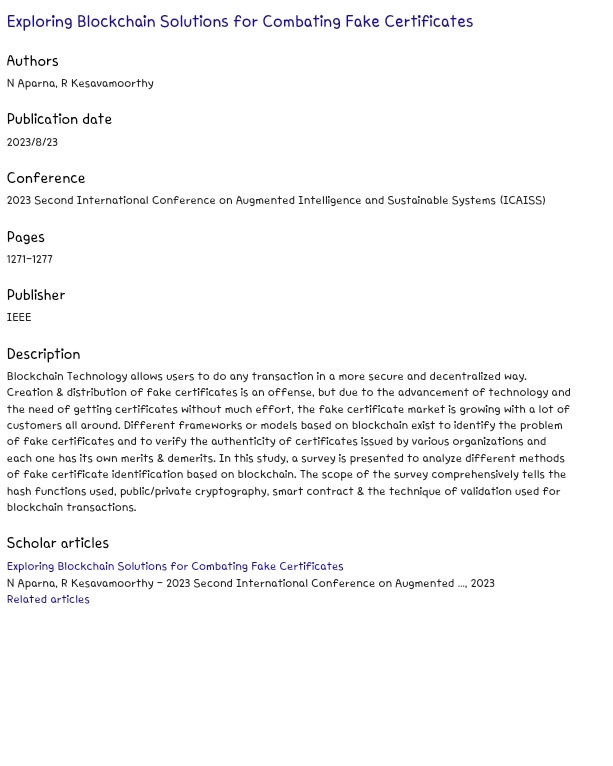 Exploring Blockchain Solutions for Combating Fake Certificates
Authors
N Aparna, R Kesavamoorthy
Publication date
2023/8/23
Conference
2023 Second International Conference on Augmented Intelligence and Sustainable Systems (ICAISS)
Pages
1271-1277
Publisher
IEEE
Description
Blockchain Technology allows users to do any transaction in a more secure and decentralized way.
Creation & distribution of fake certificates is an offense, but due to the advancement of technology and
the need of getting certificates without much effort, the fake certificate market is growing with a lot of
customers all around. Different frameworks or models based on blockchain exist to identify the problem
of fake certificates and to verify the authenticity of certificates issued by various organizations and
each one has its own merits & demerits. In this study, a survey is presented to analyze different methods
of fake certificate identification based on blockchain. The scope of the survey comprehensively tells the
hash functions used, public/private cryptography, smart contract & the technique of validation used for
blockchain transactions.
Scholar articles
Exploring Blockchain Solutions for Combating Fake Certificates
N Aparna, R Kesavamoorthy - 2023 Second International Conference on Augmented …, 2023
Related articles